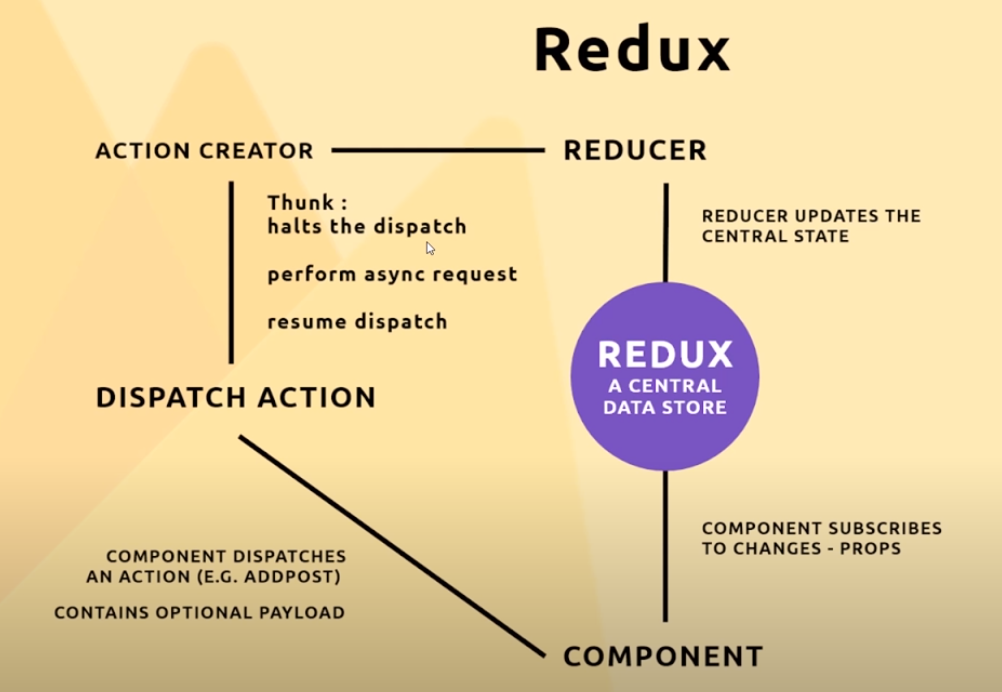 Redux
ACTION CREATOR
REDUCER
Thunk :
halts the dispatch
perform async request
resume dispatch
REDUCER UPDATES THE
CENTRAL STATE
REDUX
A CENTRAL
DATA STORE
DISPATCH ACTION
COMPONENT DISPATCHES
AN ACTION (E.G. ADDPOST)
CONTAINS OPTIONAL PAYLOAD
COMPONENT SUBSCRIBES
TO CHANGES - PROPS
COMPONENT